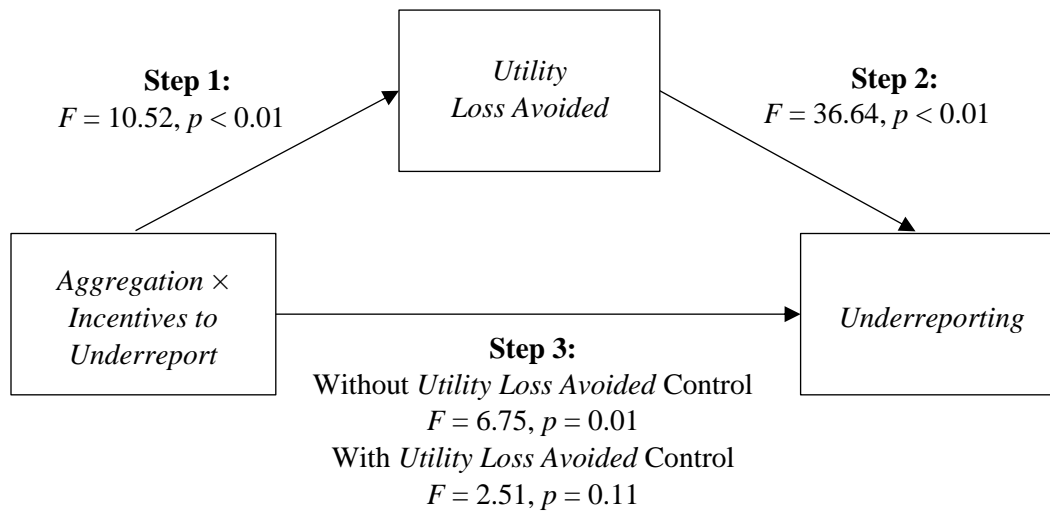 Step 1:
F = 10.52, p < 0.01
Utility
Loss Avoided
Step 2:
F = 36.64, p < 0.01
Aggregation ×
Incentives to
Underreport
Underreporting
Step 3:
Without Utility Loss Avoided Control
F = 6.75, p = 0.01
With Utility Loss Avoided Control
F = 2.51, p = 0.11